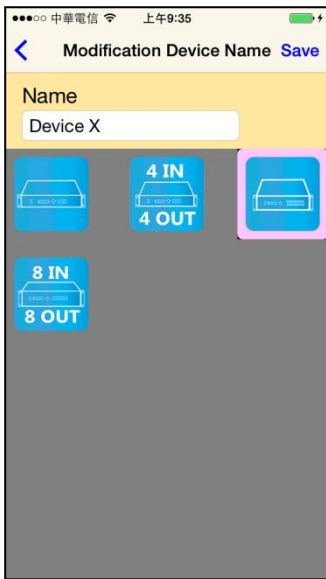 中華電信 上午9:35
Modification Device Name Save
Name
Device X
4 IN
4 OUT
8 IN
8 OUT